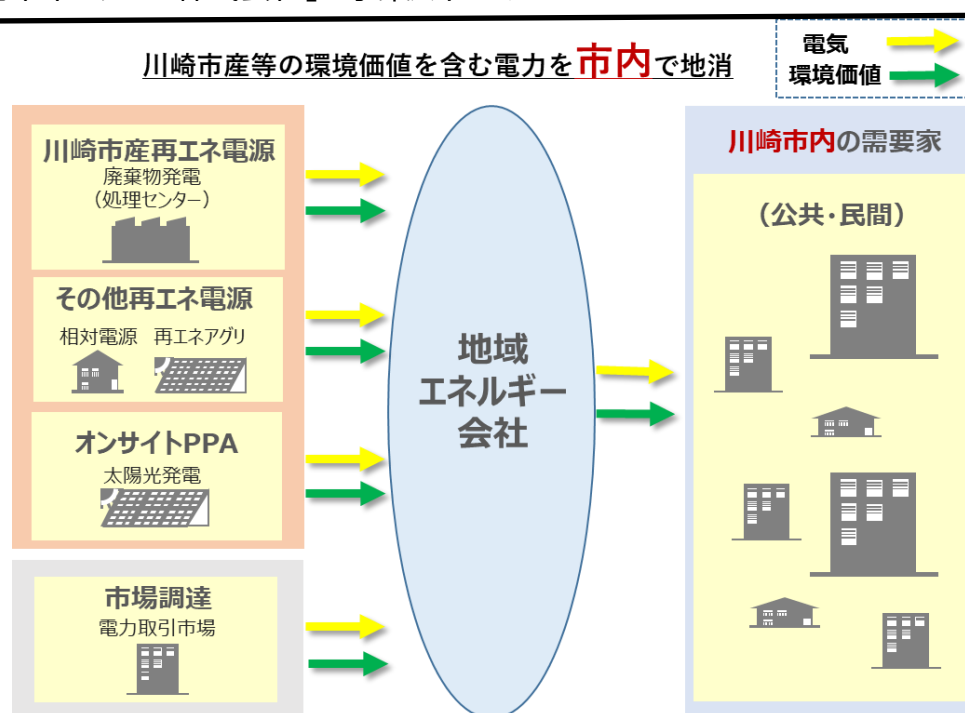 川崎市産等の環境価値を含む電力を市内で地消
電気
環境価値
川崎市産再エネ電源
廃棄物発電
（処理センター）
その他再エネ電源
相対電源 再エネアグリ
オンサイトPPA
太陽光発電
市場調達
電力取引市場
地域
エネルギー
会社
川崎市内の需要家
（公共・民間）